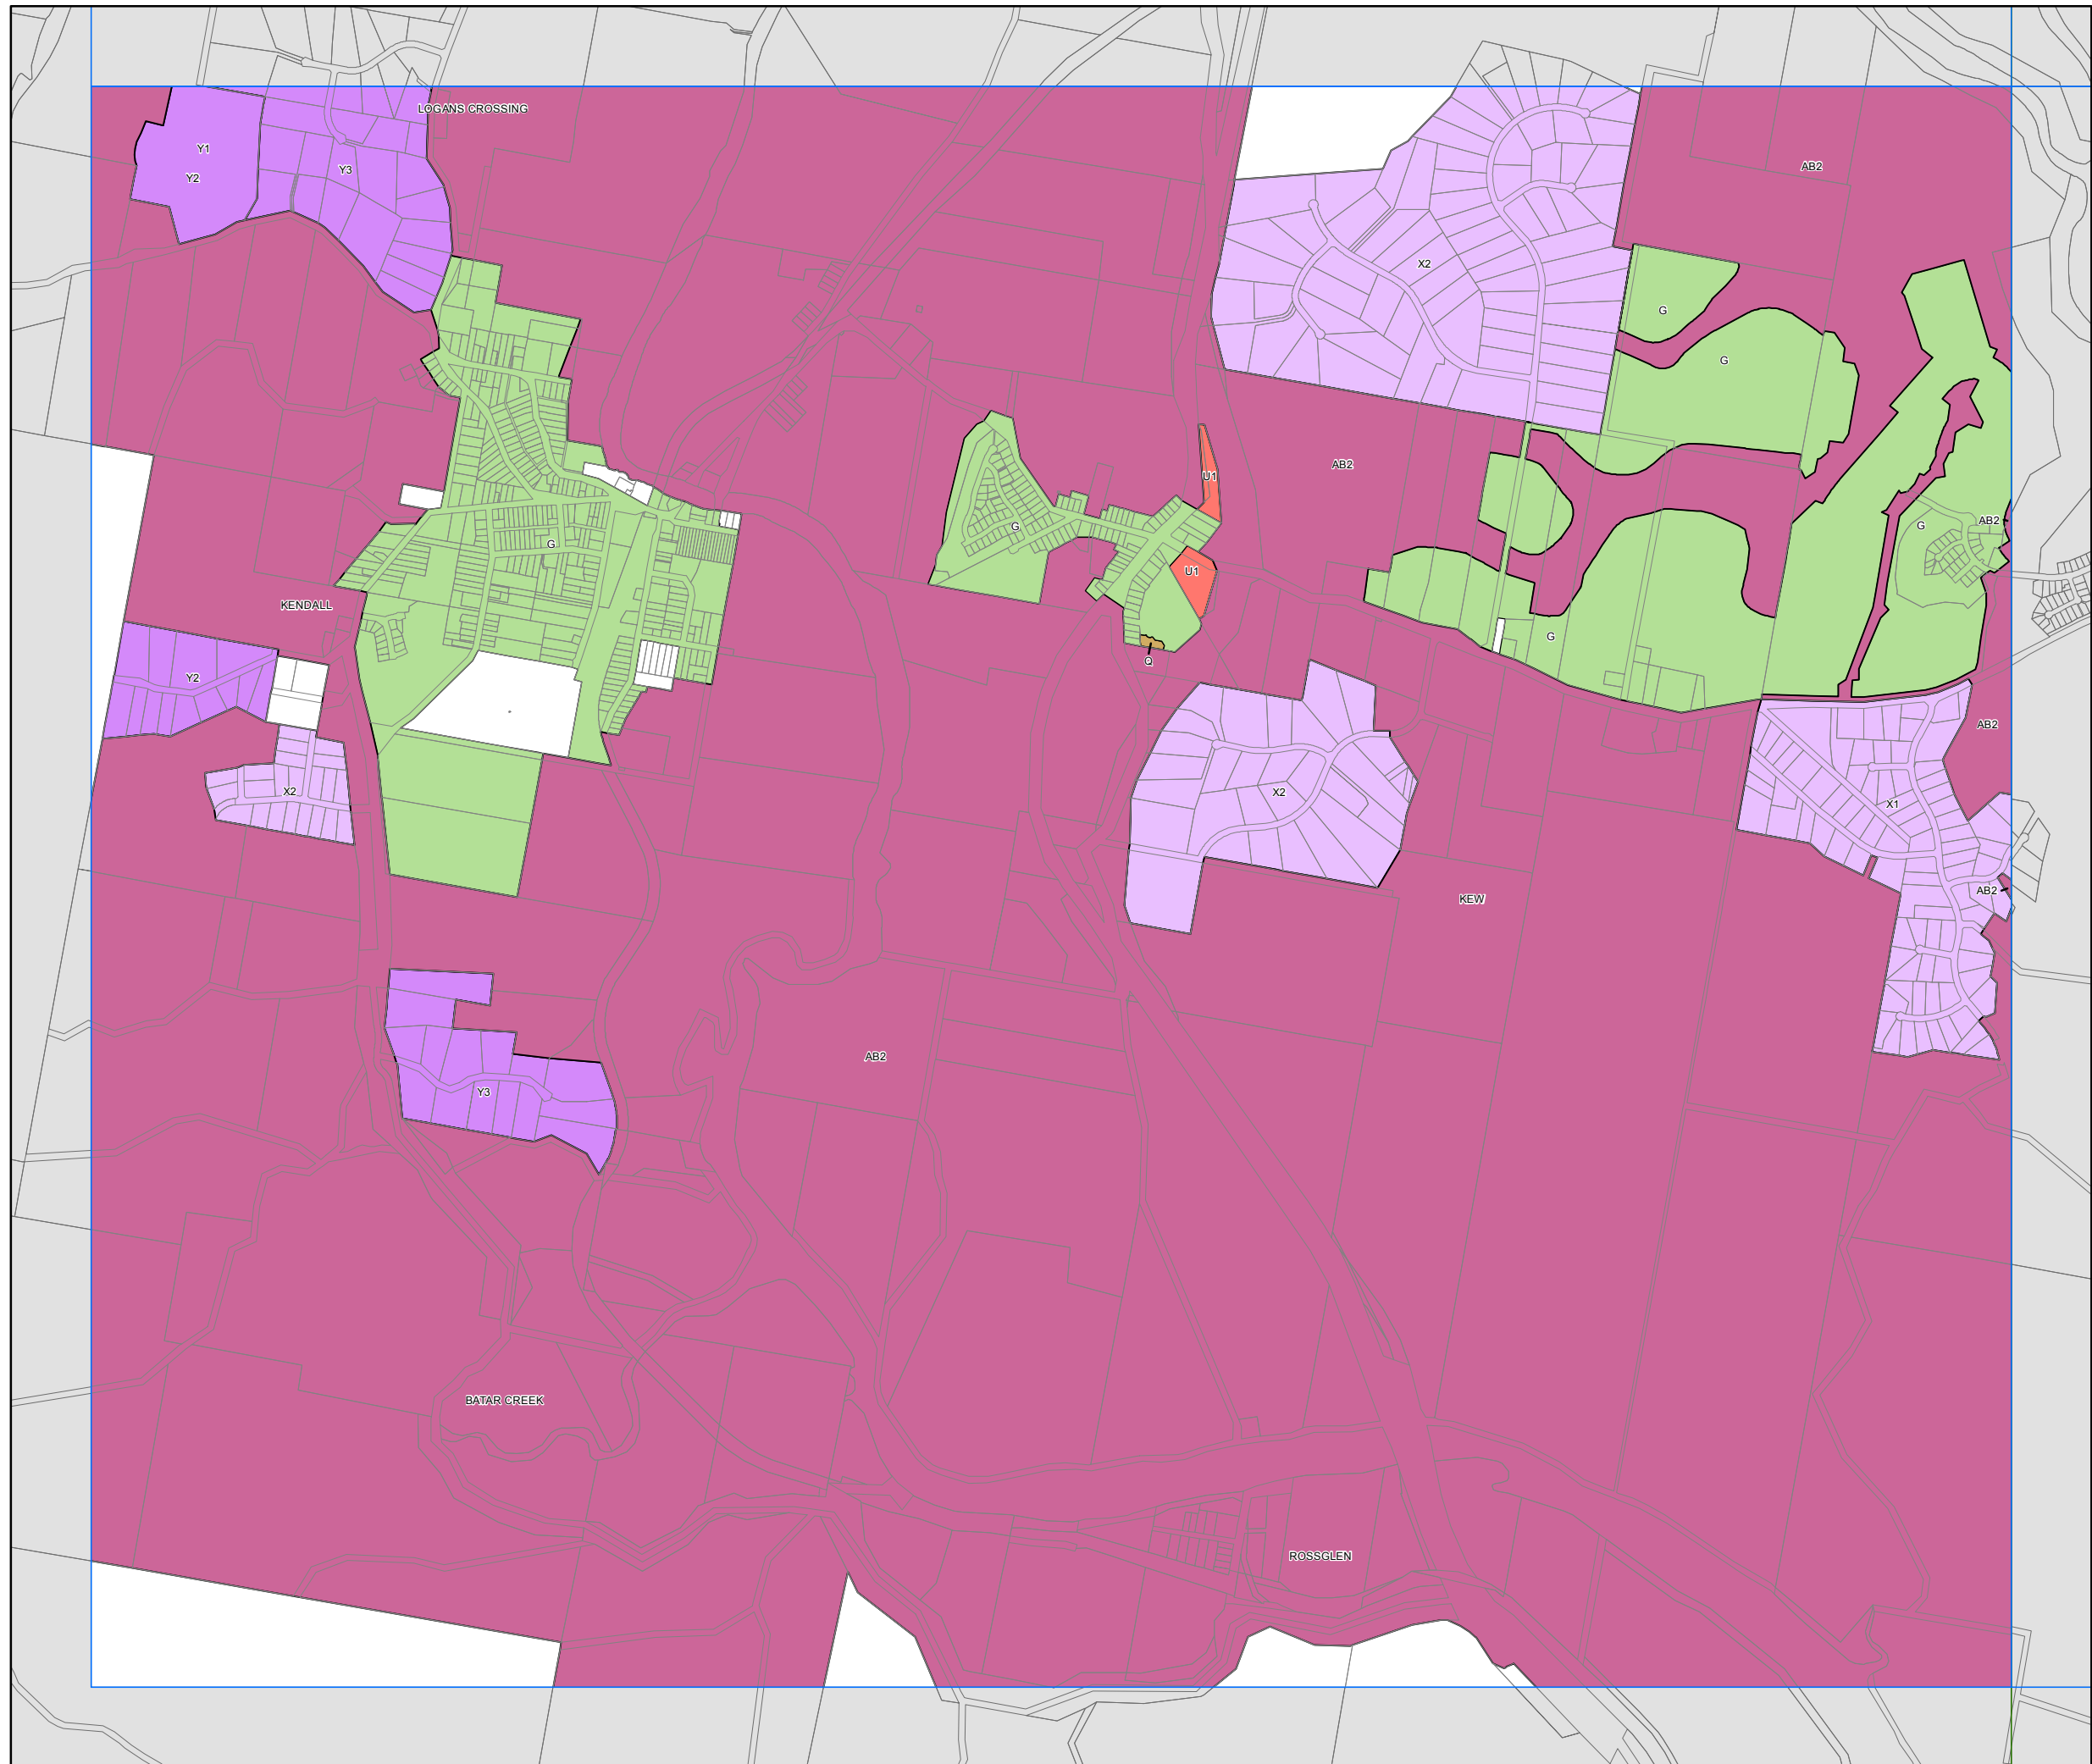 LOGANS CROSSING
Y1
Y2
Y3
AB2
X2
G
G
AB2
U1
G
G
AB2
G
U1
KENDALL
G
Q
Y2
AB2
X2
X2
X1
AB2
KEW
AB2
Y3
BATAR CREEK
ROSSGLEN